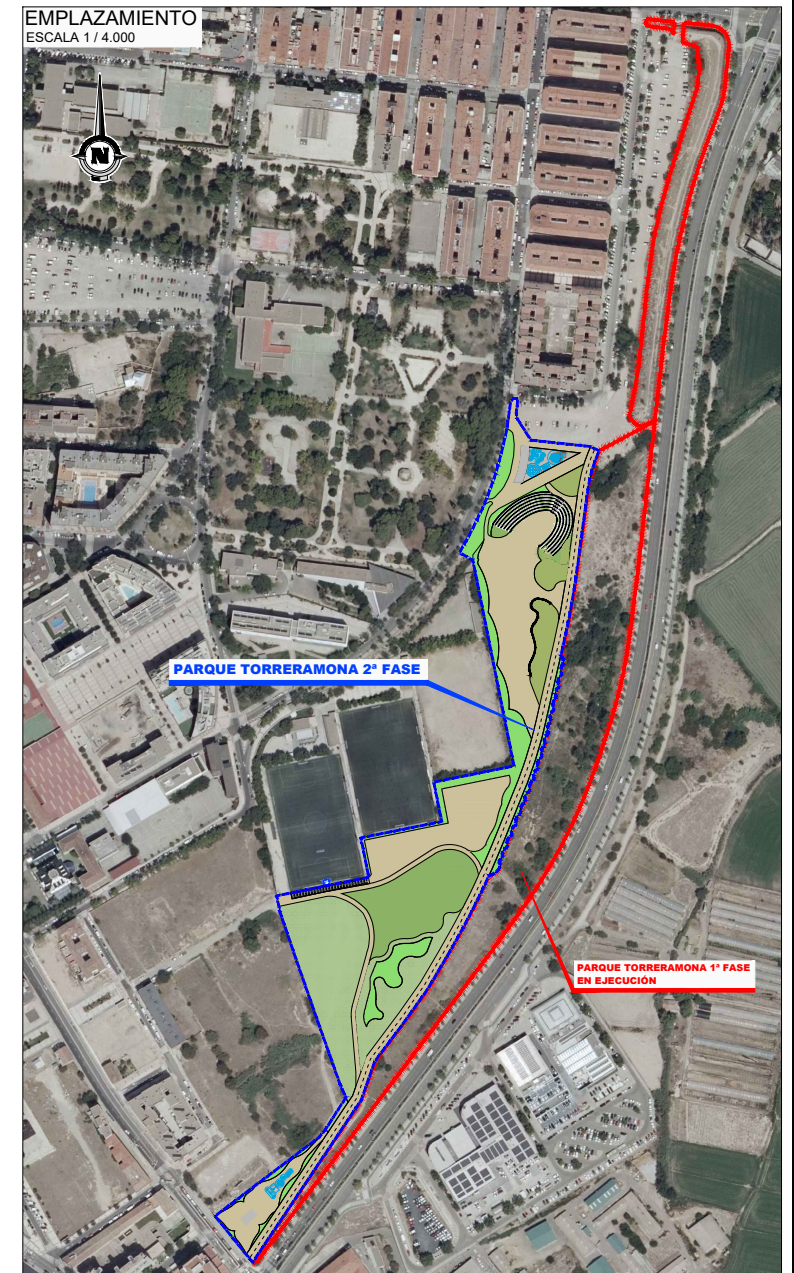 EMPLAZAMIENTO
ESCALA 1 / 4.000
N
PARQUE TORRERAMONA 2ª FASE
PARQUE TORRERAMONA 1ª FASE
EN EJECUCIÓN